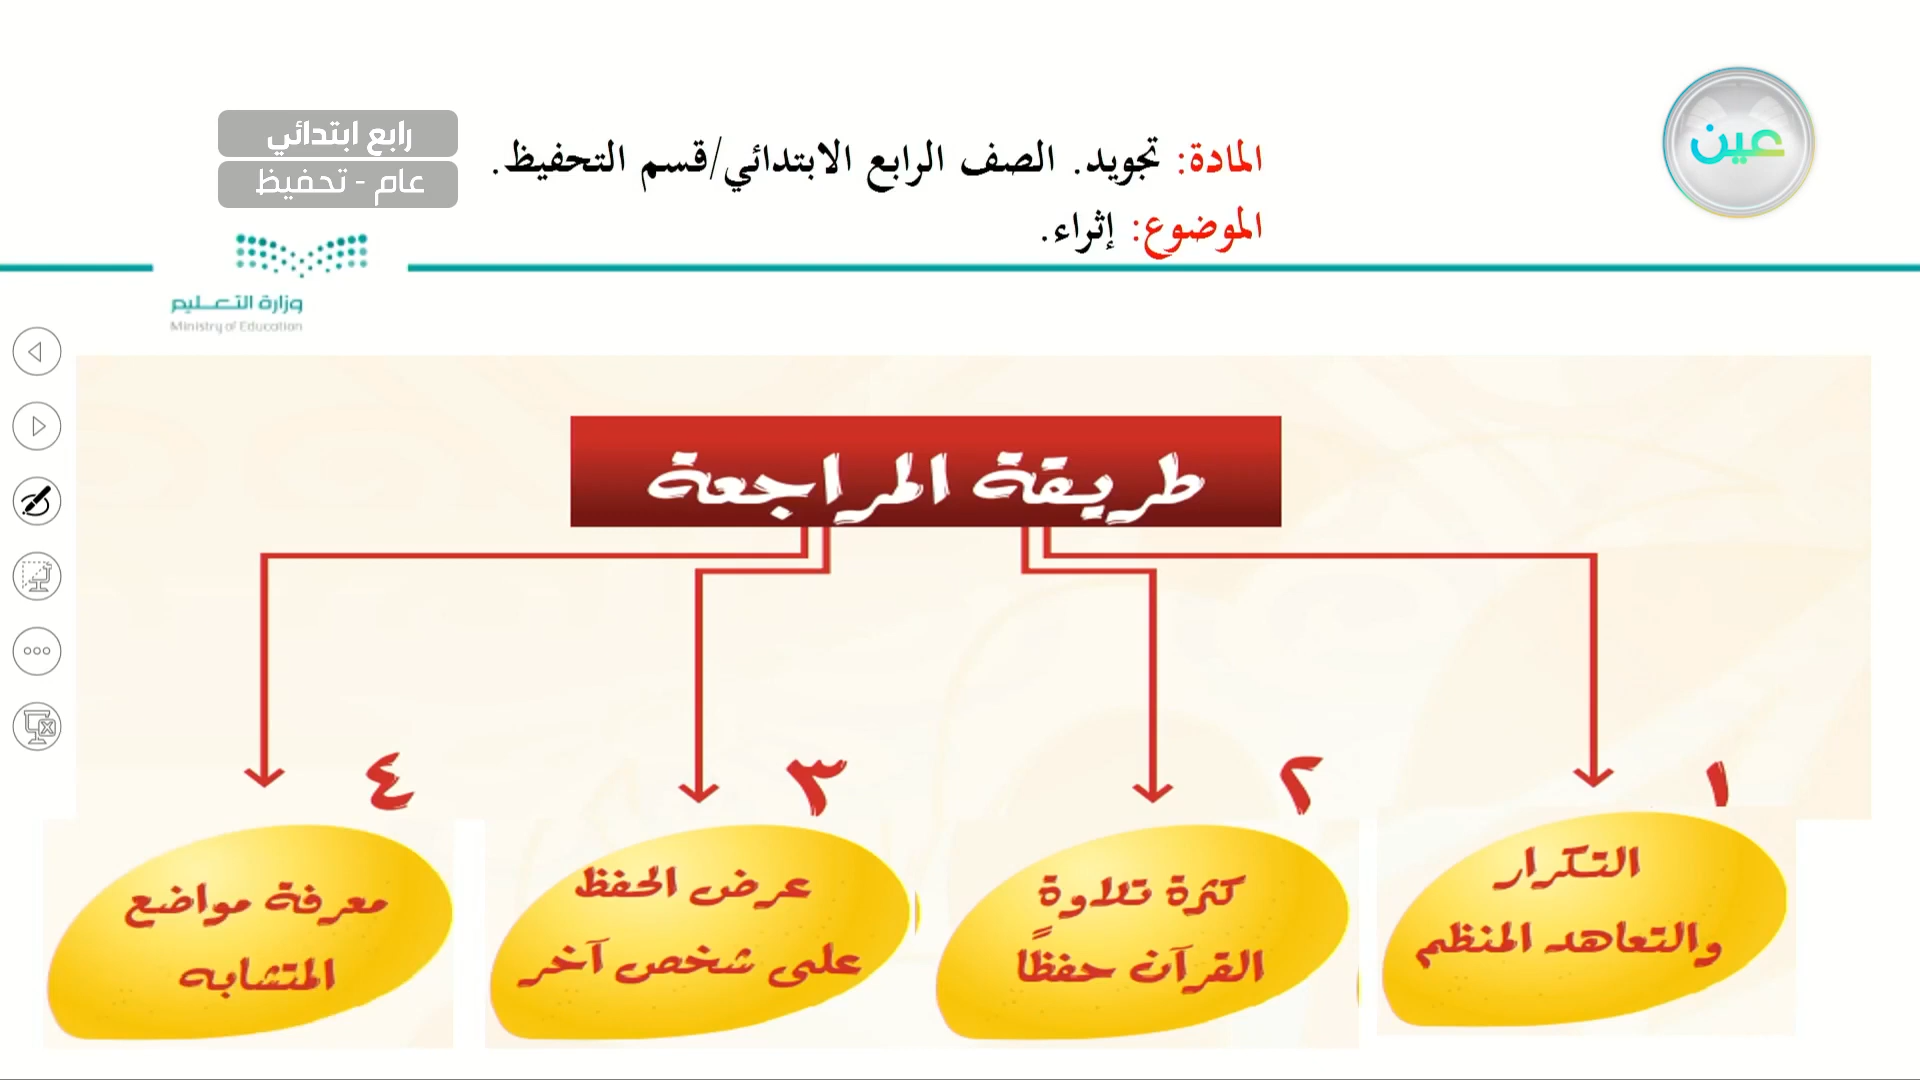 عين
المادة: تجويد. الصف الرابع الابتدائي/قسم التحفيظ.
الموضوع: إثراء.
رابع ابتدائي
عام - تحفيظ
وزارة التعـــليم
Ministry of Education
طريقة المراجعة
١
التكرار
والتعاهد المنظم
٢
كثرة تلاوة
القرآن حفظًا
٣
عرض الحفظ
على شخص آخر
٤
معرفة مواضع
المتشابه